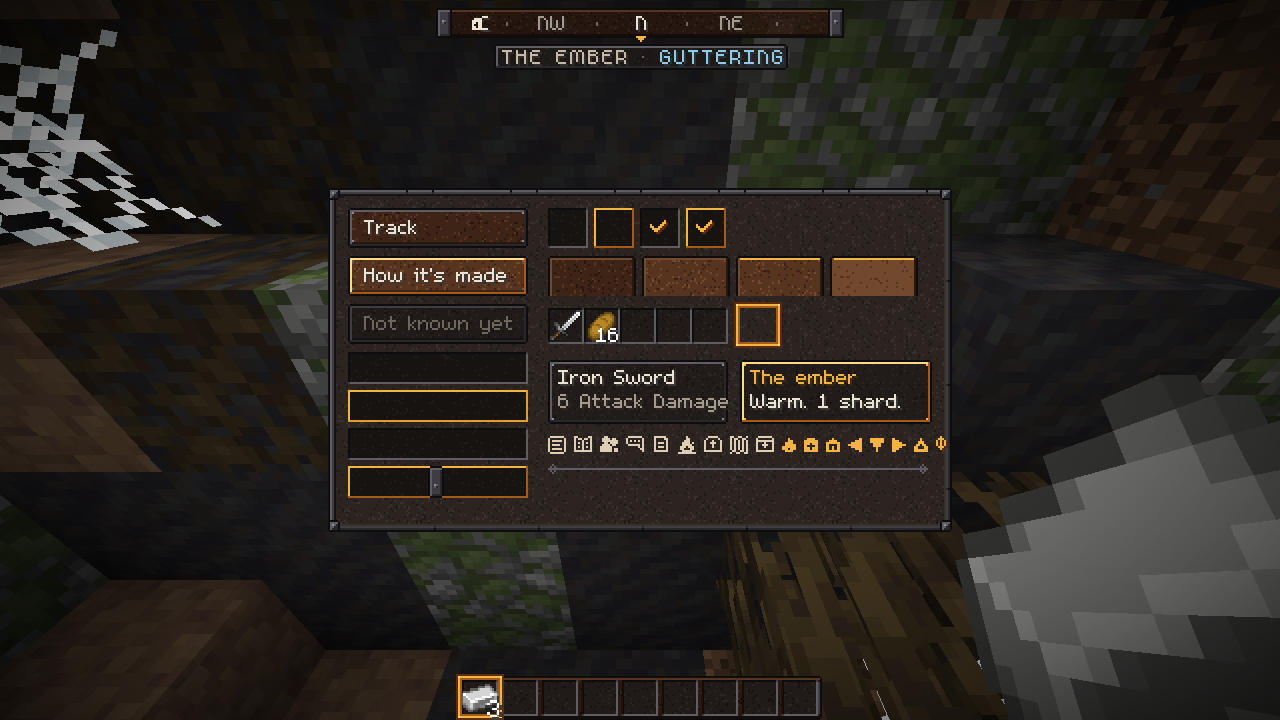 NW · N · NE
THE EMBER · GUTTERING
Track
How it's made
Not known yet
16
Iron Sword
6 Attack Damage
The ember
Warm. 1 shard.
3